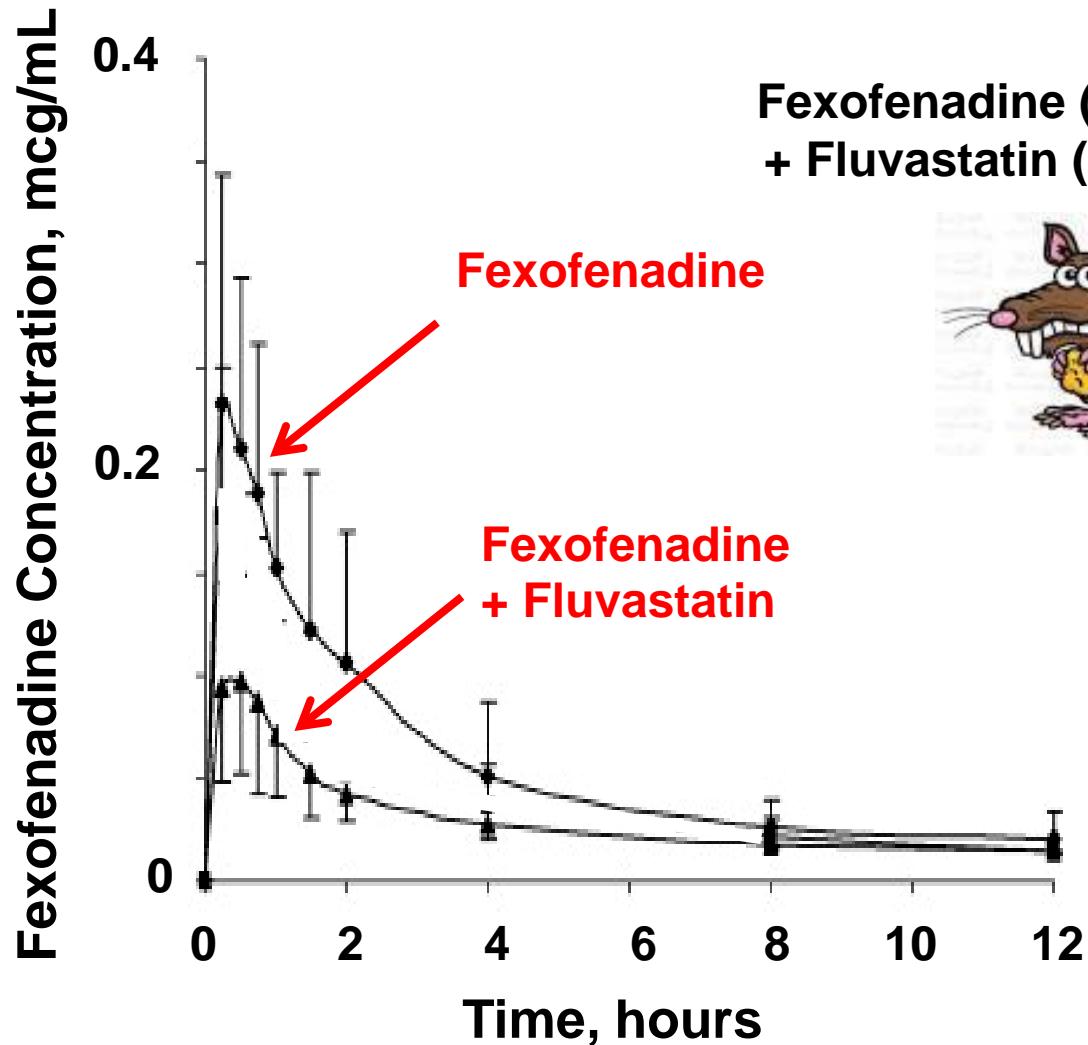 Fexofenadine Concentration, mcg/mL
0.4
0.2
0
Fexofenadine (
+ Fluvastatin (
Fexofenadine
Fexofenadine
+ Fluvastatin
0 2 4 6 8 10 12
Time, hours